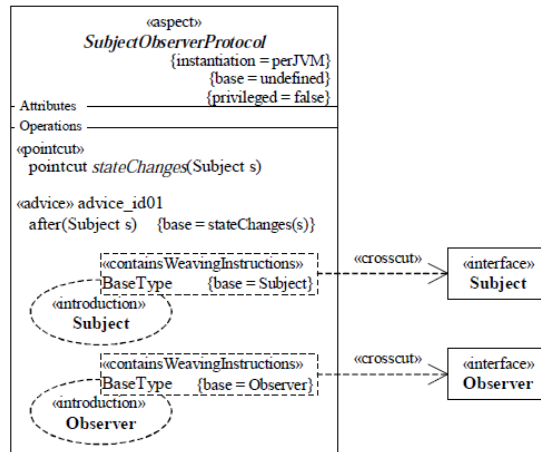 «aspect»
SubjectObserverProtocol
{instantiation = perJVM}
{base = undefined}
{privileged = false}
Attributes
Operations
«pointcut»
pointcut stateChanges(Subject s)
«advice» advice_id01
after(Subject s) {base = stateChanges(s)}
«containsWeavingInstructions»
BaseType {base = Subject}
«introduction»
Subject
«crosscut»
«interface»
Subject
«containsWeavingInstructions»
BaseType {base = Observer}
«introduction»
Observer
«crosscut»
«interface»
Observer